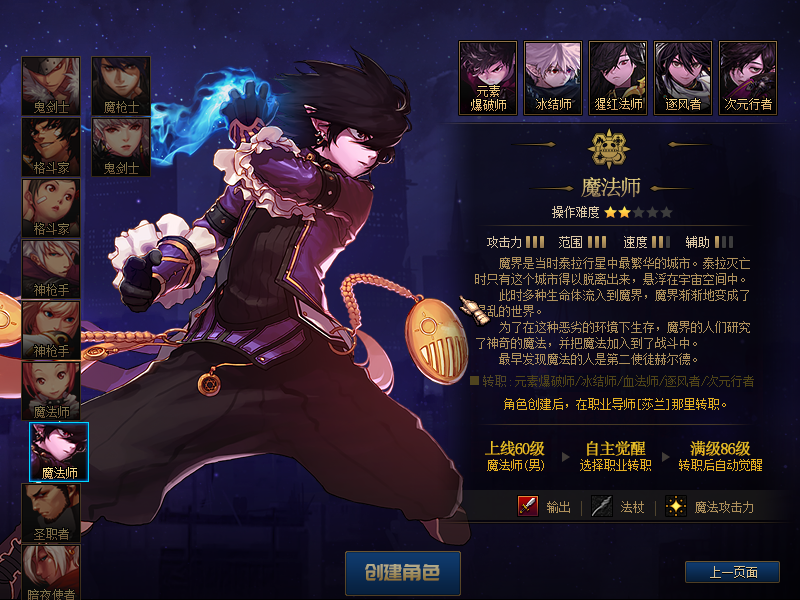 鬼剑士
魔枪士
格斗家
鬼剑士
格斗家
神枪手
神枪手
魔法师
魔法师
圣职者
暗夜使者
元素
爆破师
冰结师
猩红法师
逐风者
次元行者
魔法师
操作难度
攻击力 范围 速度 辅助
魔界是当时泰拉行星中最繁华的城市。泰拉灭亡
时只有这个城市得以脱离出来，悬浮在宇宙空间中。
此时多种生命体流入到魔界，魔界渐渐地变成了
乱的世界。
为了在这种恶劣的环境下生存，魔界的人们研究
了神奇的魔法，并把魔法加入到了战斗中。
最早发现魔法的人是第二使徒赫尔德。
转职:元素爆破师/冰结师/血法师/逐风者/次元行者
角色创建后，在职业导师[莎兰]那里转职。
上线60级 自主觉醒 满级86级
魔法师(男) 选择职业转职 转职后自动觉醒
输出 法杖 魔法攻击力
创建角色
上一页面